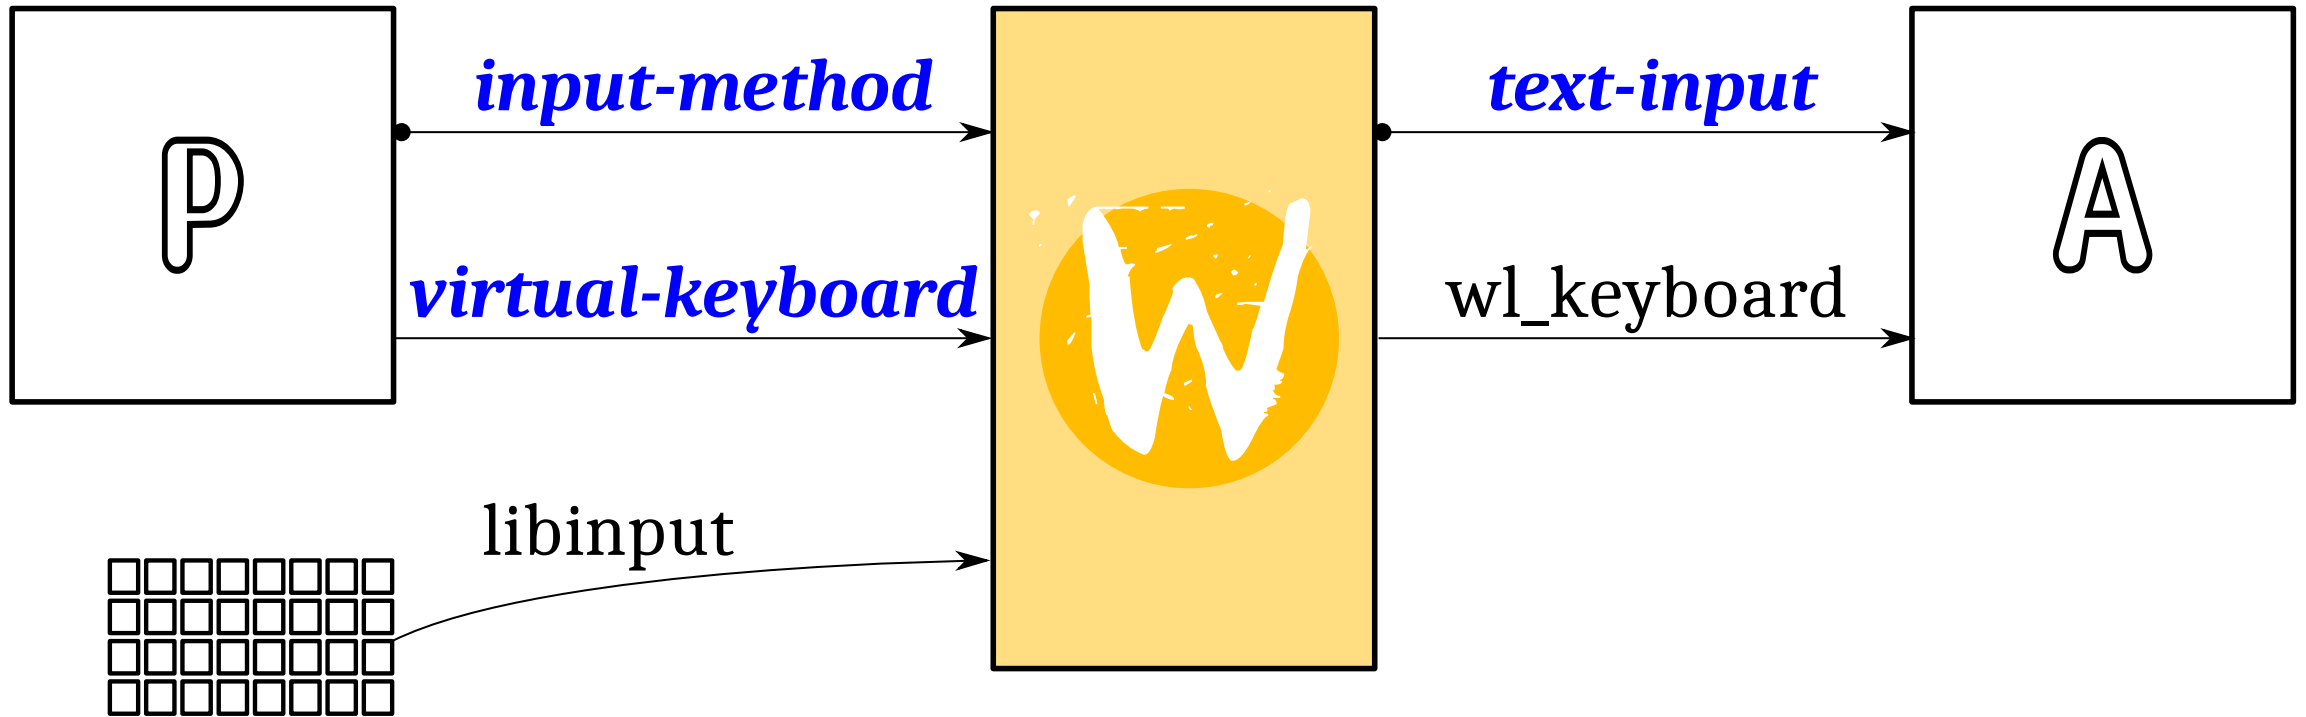 input-method
text-input
P
A
virtual-keyboard
wl_keyboard
W
libinput